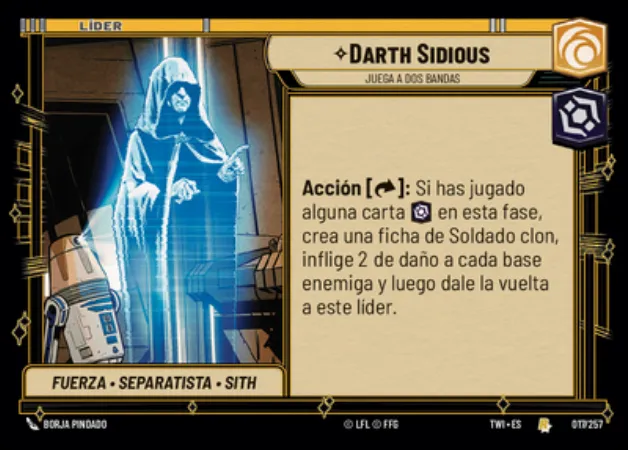 LÍDER
DARTH SIDIOUS
JUEGA A DOS BANDAS
Acción [ ]: Si has jugado
alguna carta en esta fase,
crea una ficha de Soldado clon,
inflige 2 de daño a cada base
enemiga y luego dale la vuelta
a este líder.
FUERZA • SEPARATISTA • SITH
BORJA PINDADO
© LFL © FFG
TWI • ES
017/257